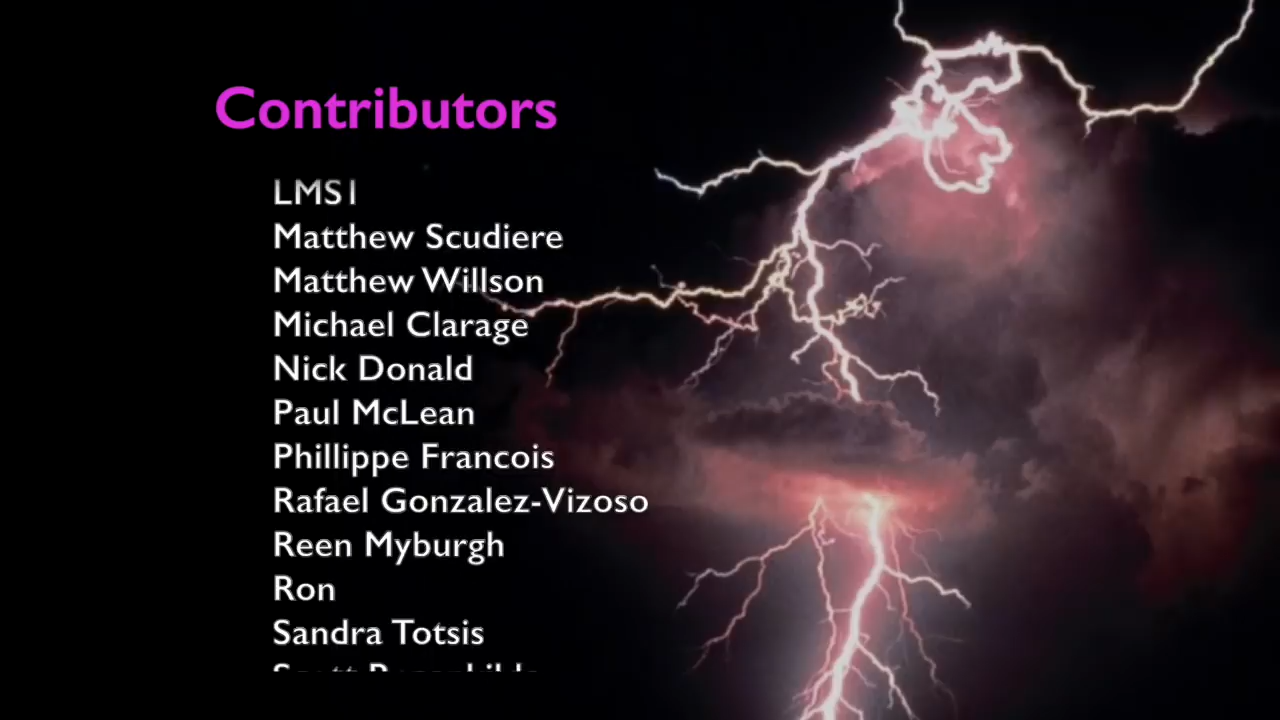 Contributors
LMS1
Matthew Scudiere
Matthew Willson
Michael Clarage
Nick Donald
Paul McLean
Phillippe Francois
Rafael Gonzalez-Vizoso
Reen Myburgh
Ron
Sandra Totsis
Scott